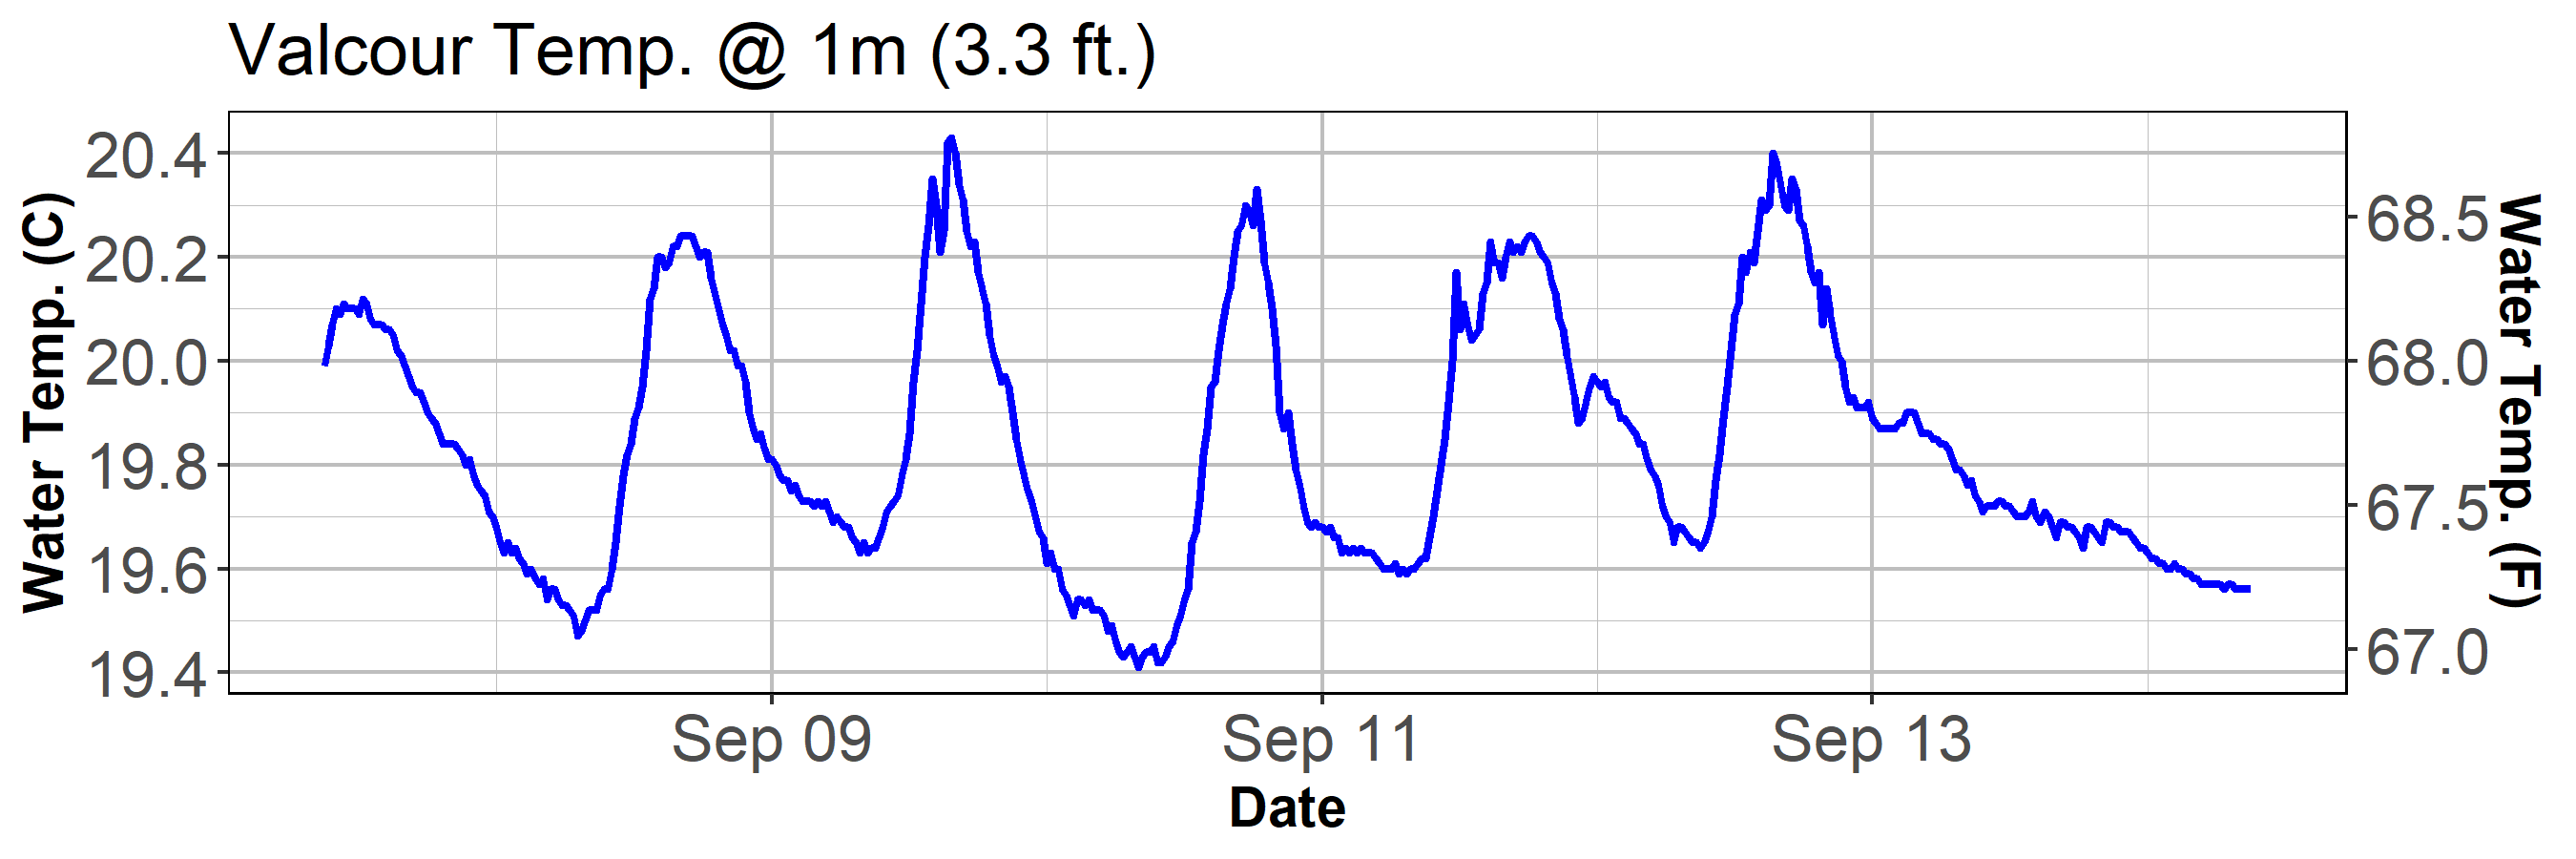 Valcour Temp. @ 1m (3.3 ft.)
Water Temp. (C)
20.4
20.2
20.0
19.8
19.6
19.4
68.5
68.0
67.5
67.0
Water Temp. (F)
Sep 09
Sep 11
Sep 13
Date